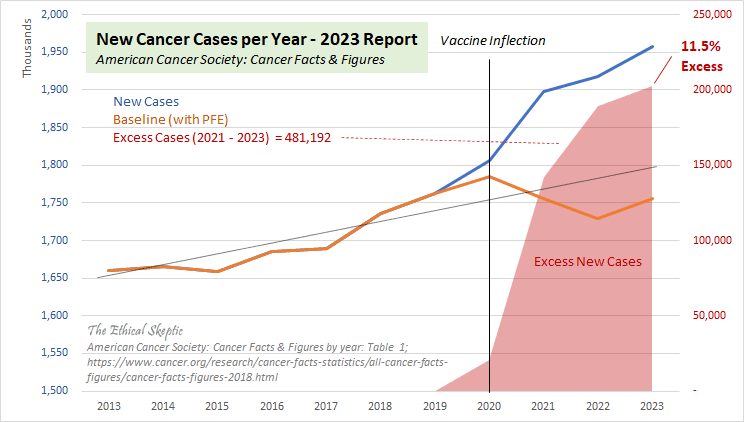 New Cancer Cases per Year - 2023 Report
American Cancer Society: Cancer Facts & Figures
Vaccine Inflection
11.5%
Excess
Thousands
2,000
1,950
1,900
1,850
1,800
1,750
1,700
1,650
1,600
1,550
1,500
250,000
200,000
150,000
100,000
50,000
-
New Cases
Baseline (with PFE)
Excess Cases (2021 - 2023) = 481,192
Excess New Cases
The Ethical Skeptic
American Cancer Society: Cancer Facts & Figures by year: Table 1;
https://www.cancer.org/research/cancer-facts-statistics/all-cancer-facts-
figures/cancer-facts-figures-2018.html
2013 2014 2015 2016 2017 2018 2019 2020 2021 2022 2023